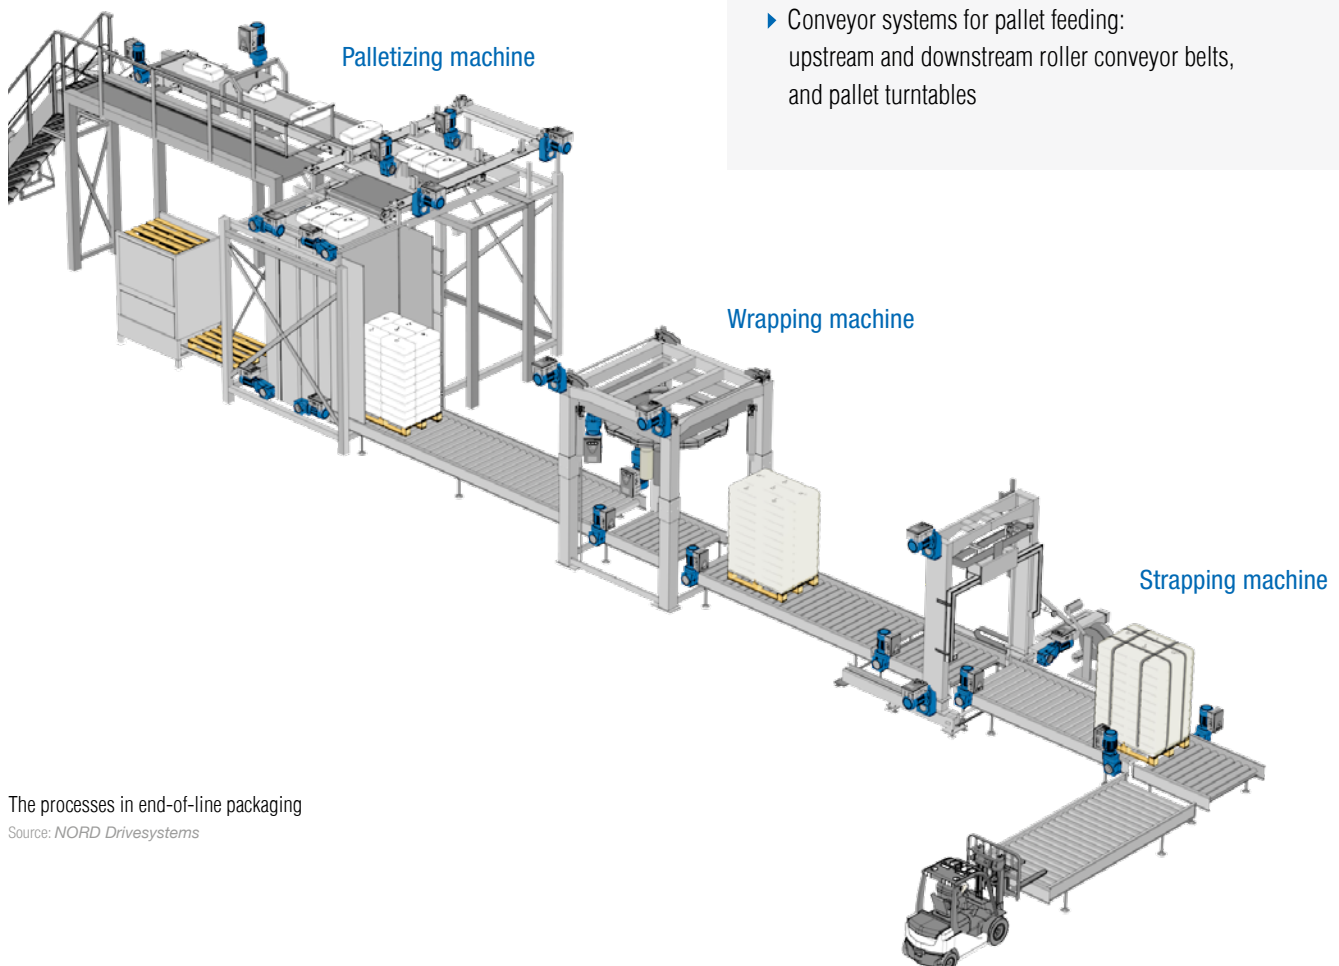 ▶ Conveyor systems for pallet feeding:
upstream and downstream roller conveyor belts,
and pallet turntables
Palletizing machine
Wrapping machine
Strapping machine
The processes in end-of-line packaging
Source: NORD Drivesystems